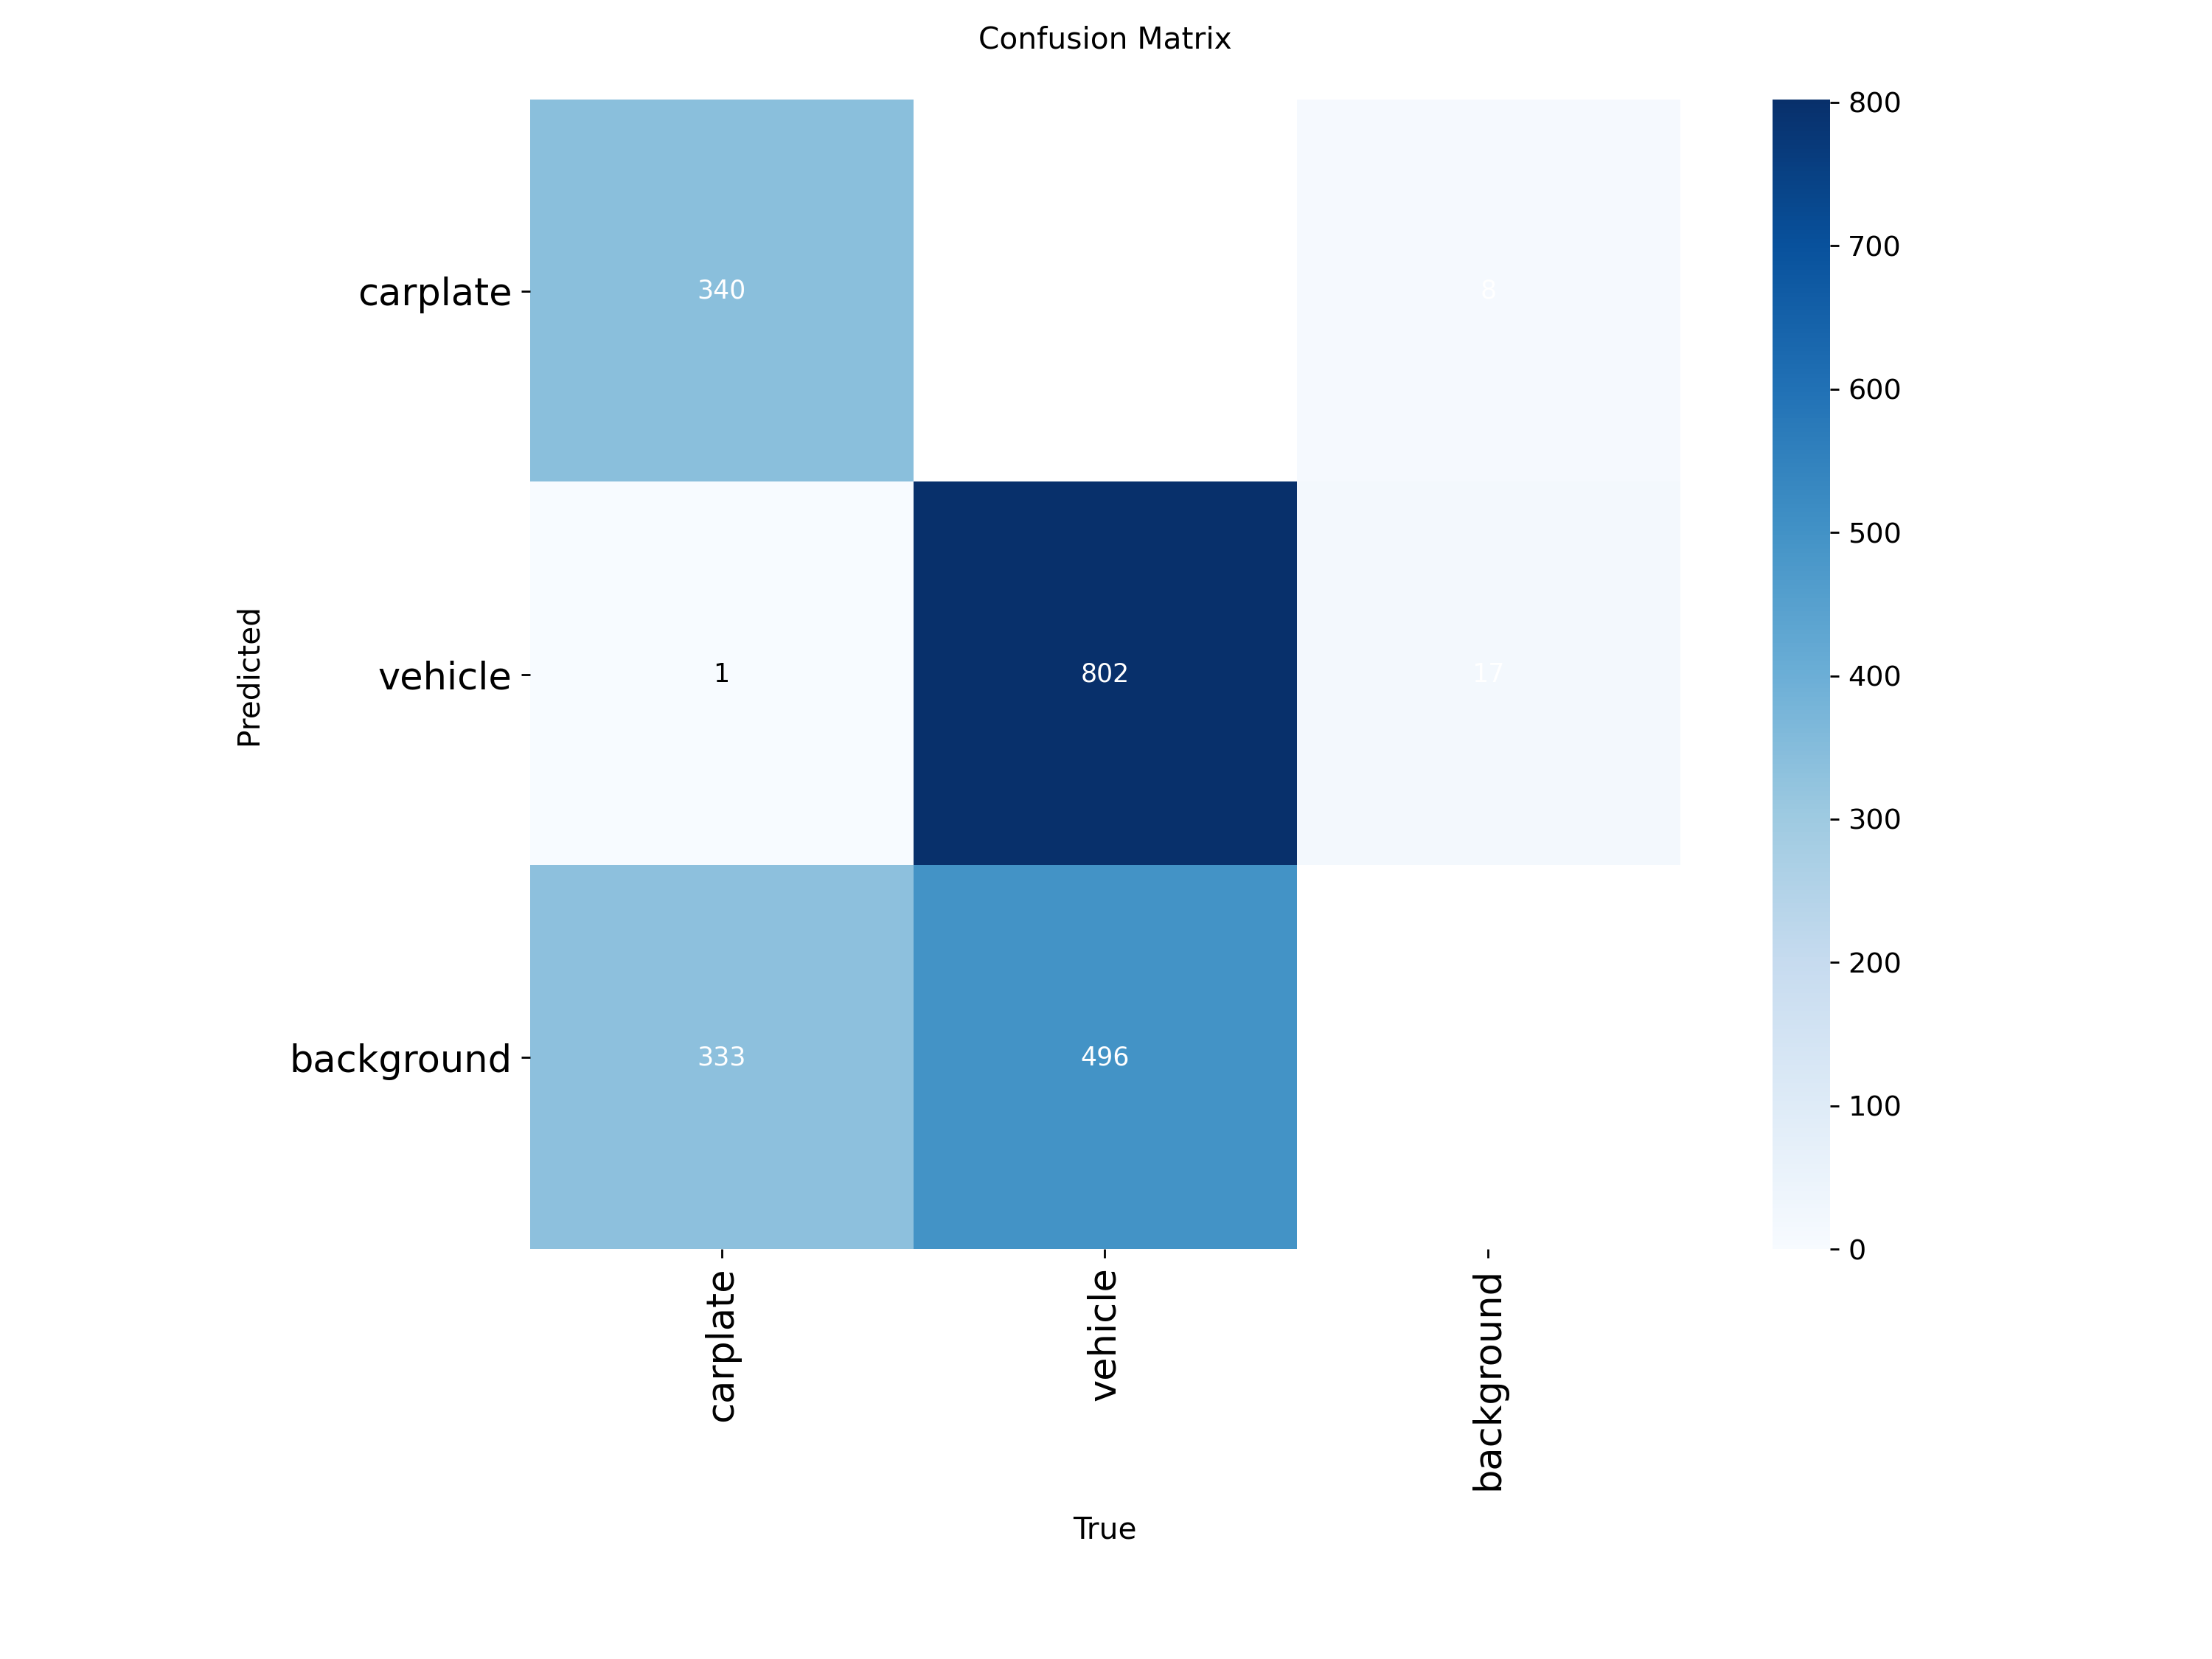 Confusion Matrix
Predicted
carplate
340
8
vehicle
1
802
17
background
333
496
carplate
vehicle
background
True
800
700
600
500
400
300
200
100
0